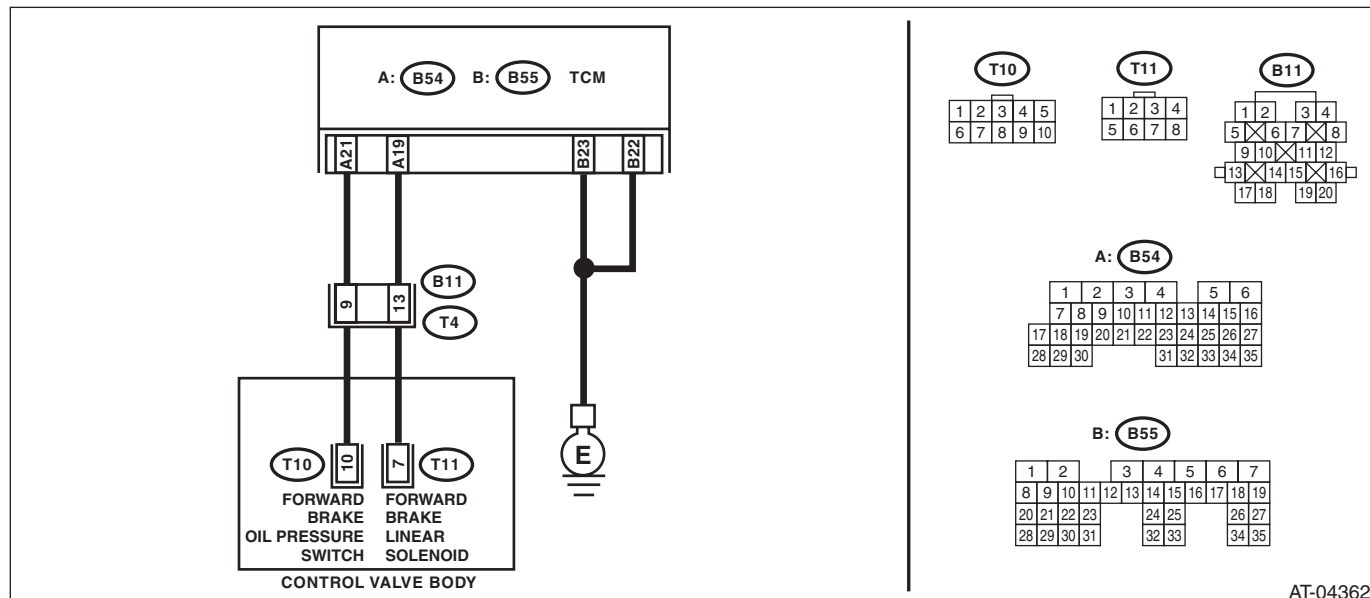 A: B54 B: B55 TCM
A21 A19 B23 B22
9 13
B11
T4
T10 10 7 T11
FORWARD
BRAKE
OIL PRESSURE
SWITCH
FORWARD
BRAKE
LINEAR
SOLENOID
CONTROL VALVE BODY
E
T10
1 2 3 4 5
6 7 8 9 10
T11
1 2 3 4
5 6 7 8
B11
1 2 3 4
5 6 7 8
9 10 11 12
13 14 15 16
17 18 19 20
A: B54
1 2 3 4 5 6
7 8 9 10 11 12 13 14 15 16
17 18 19 20 21 22 23 24 25 26 27
28 29 30 31 32 33 34 35
B: B55
1 2 3 4 5 6 7
8 9 10 11 12 13 14 15 16 17 18 19
20 21 22 23 24 25 26 27
28 29 30 31 32 33 34 35
AT-04362